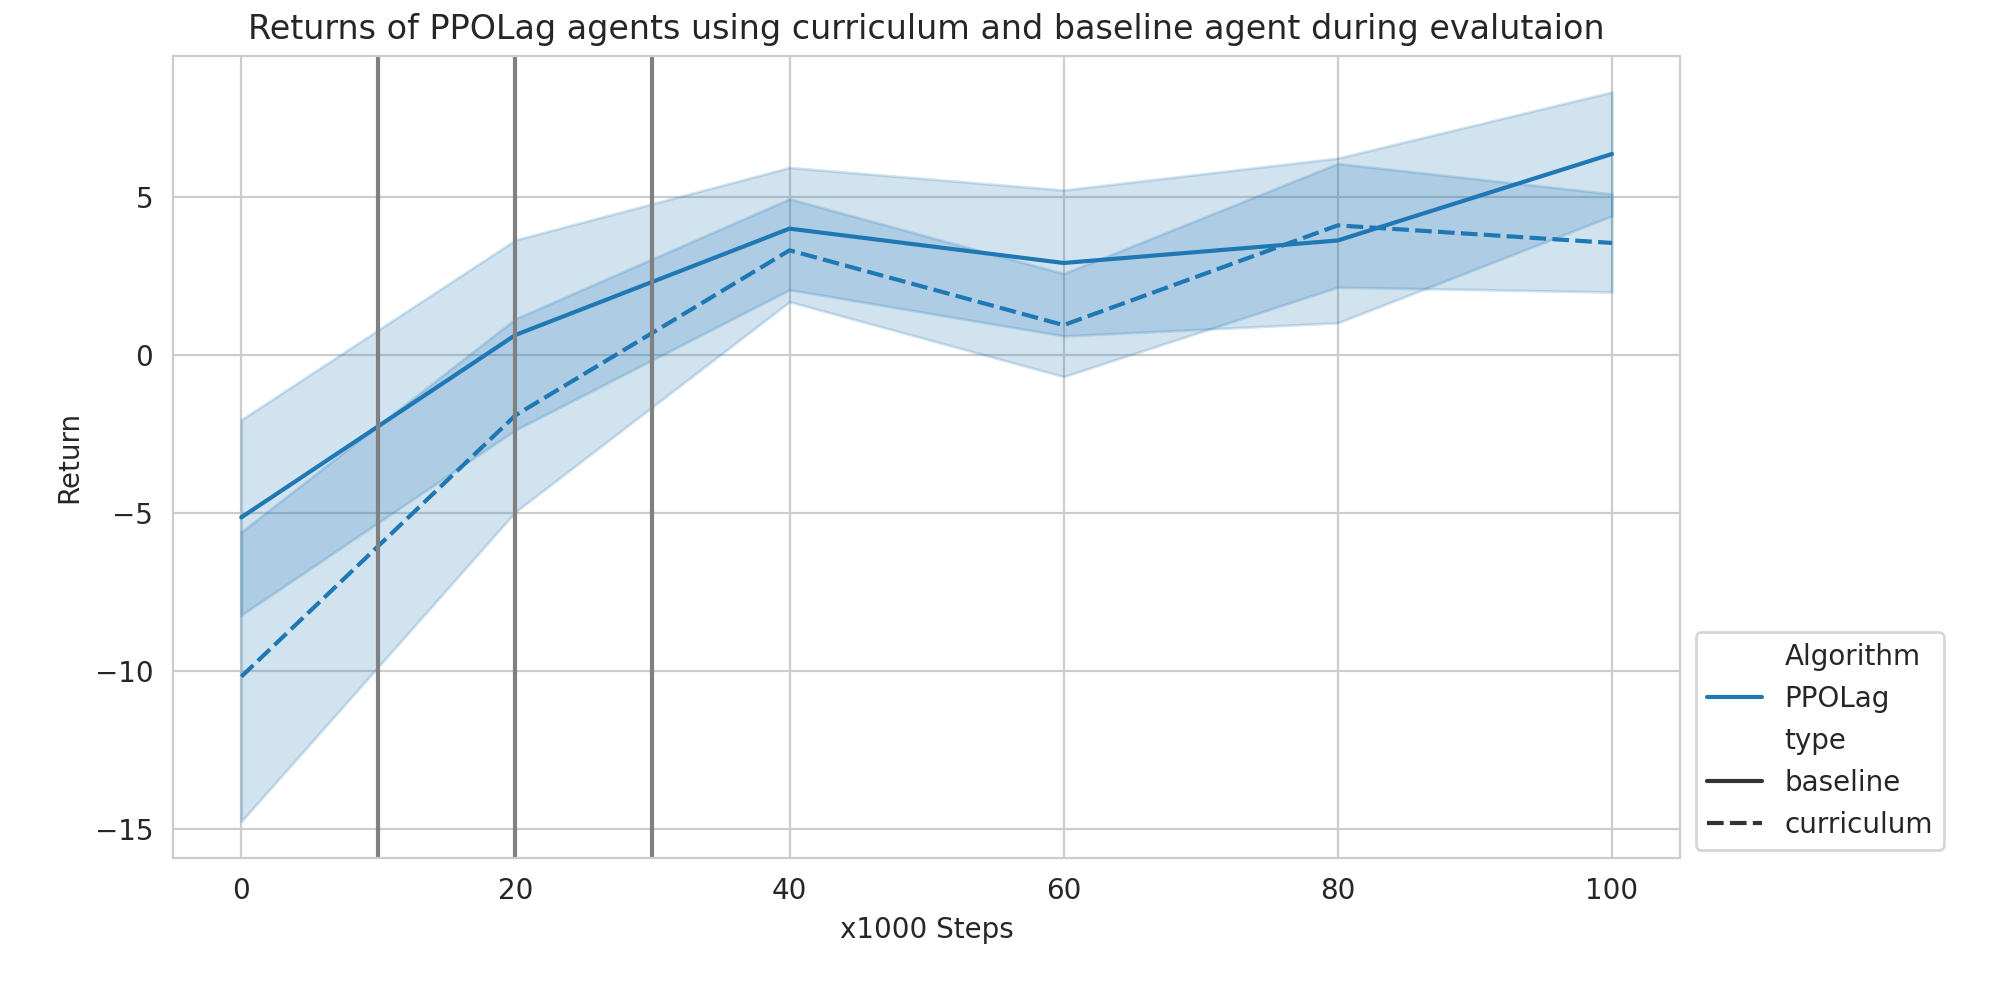 Returns of PPOLag agents using curriculum and baseline agent during evalutaion
Return
5
0
−5
−10
−15
0 20 40 60 80 100
x1000 Steps
Algorithm
PPOLag
type
baseline
curriculum